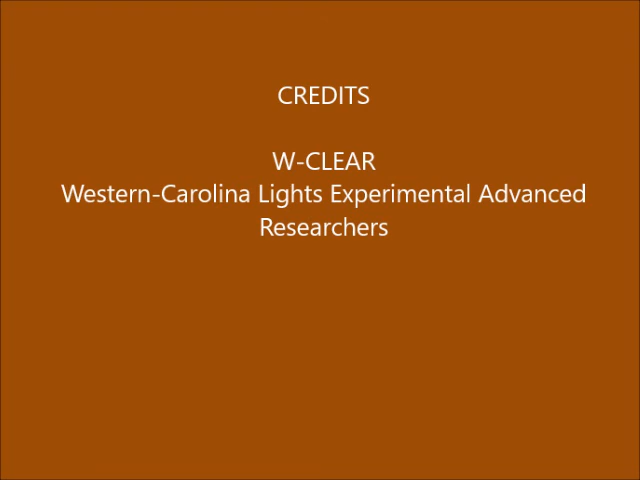 CREDITS
W-CLEAR
Western-Carolina Lights Experimental Advanced
Researchers